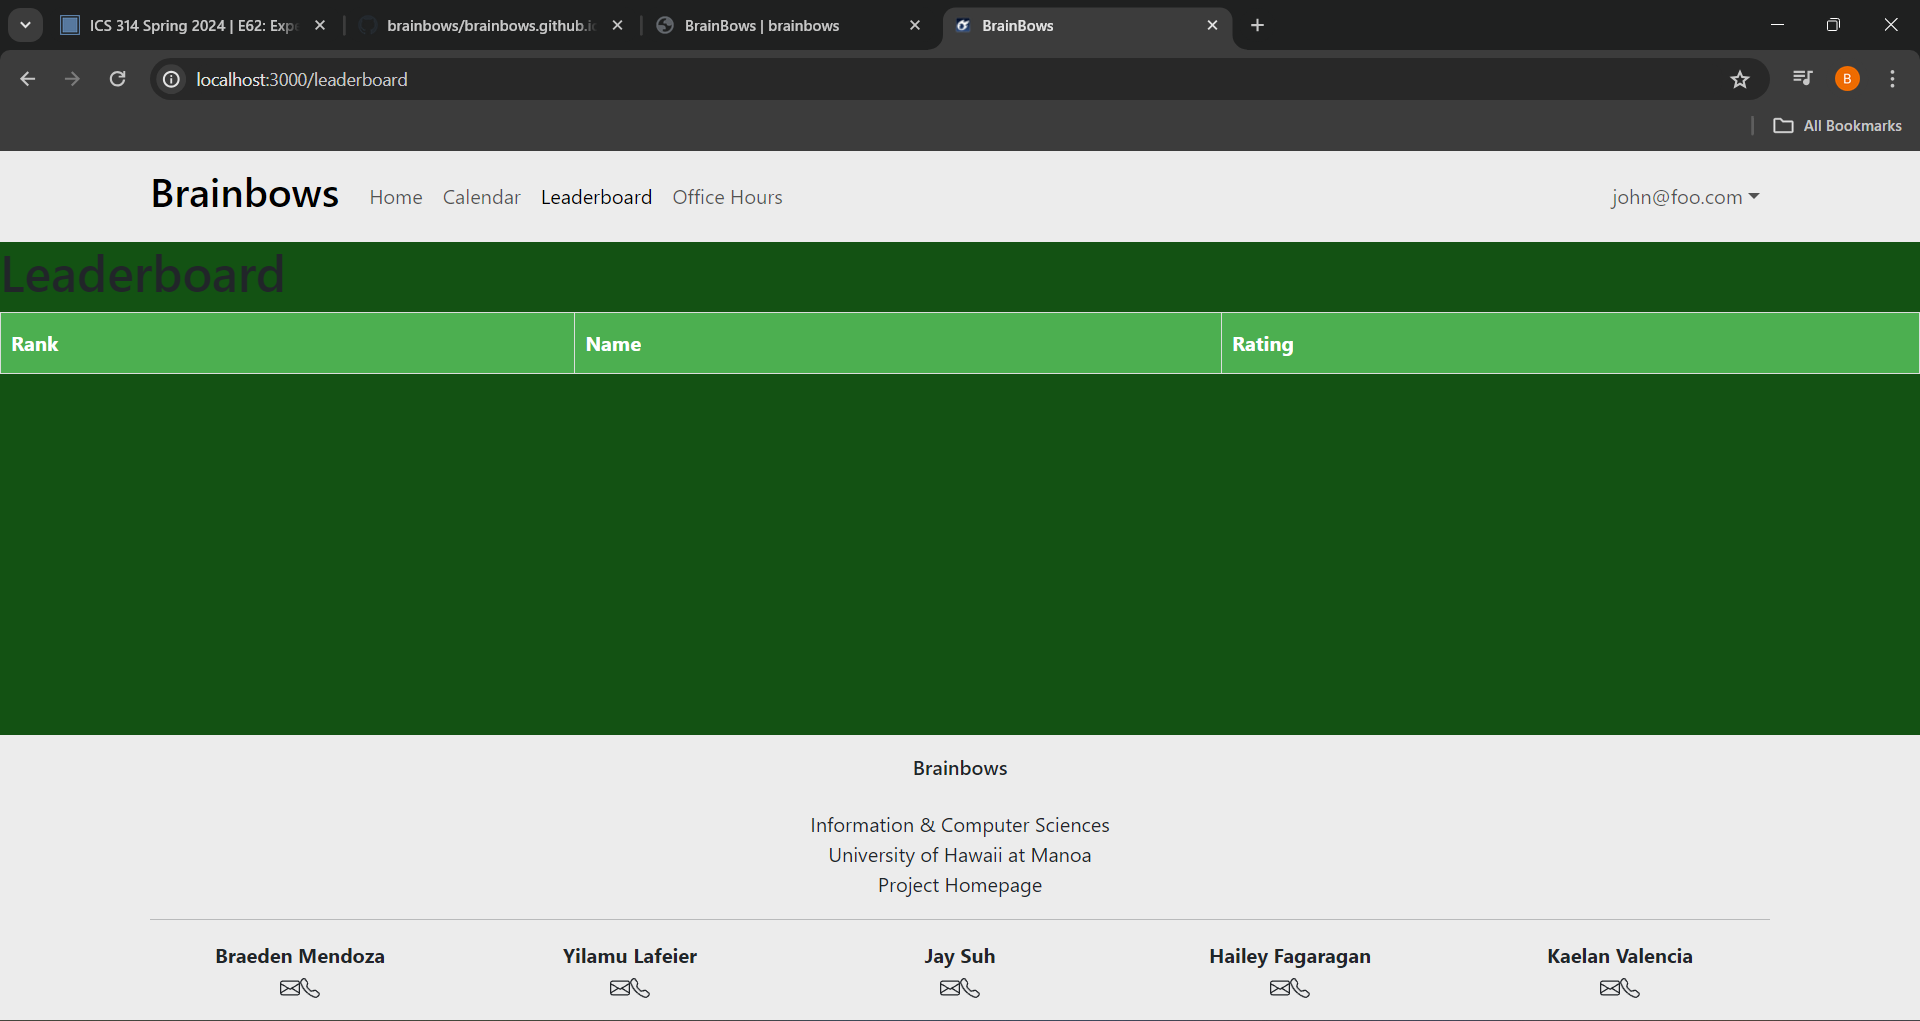 ICS 314 Spring 2024 | E62: Expe
brainbows/brainbows.github.io
BrainBows | brainbows
BrainBows
localhost:3000/leaderboard
B
All Bookmarks
Brainbows
Home
Calendar
Leaderboard
Office Hours
john@foo.com
Leaderboard
Rank
Name
Rating
Brainbows
Information & Computer Sciences
University of Hawaii at Manoa
Project Homepage
Braeden Mendoza
Yilamu Lafeier
Jay Suh
Hailey Fagaragan
Kaelan Valencia